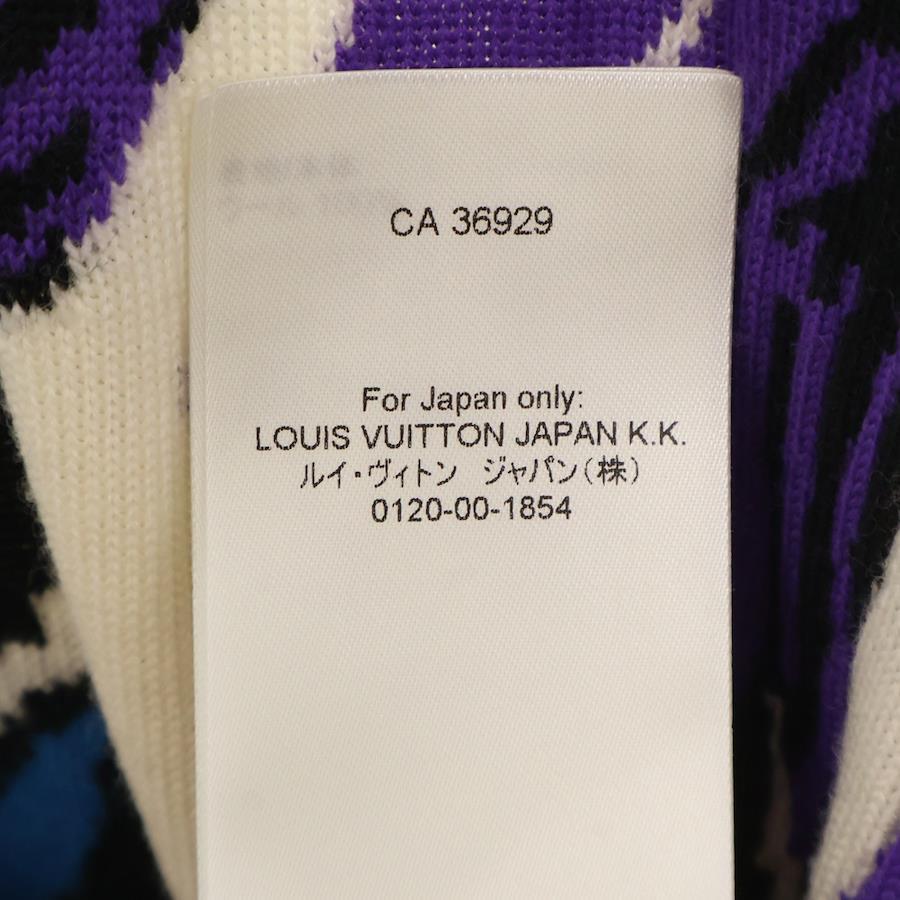 CA 36929
For Japan only:
LOUIS VUITTON JAPAN K.K.
ルイ・ヴィトン　ジャパン(株)
0120-00-1854